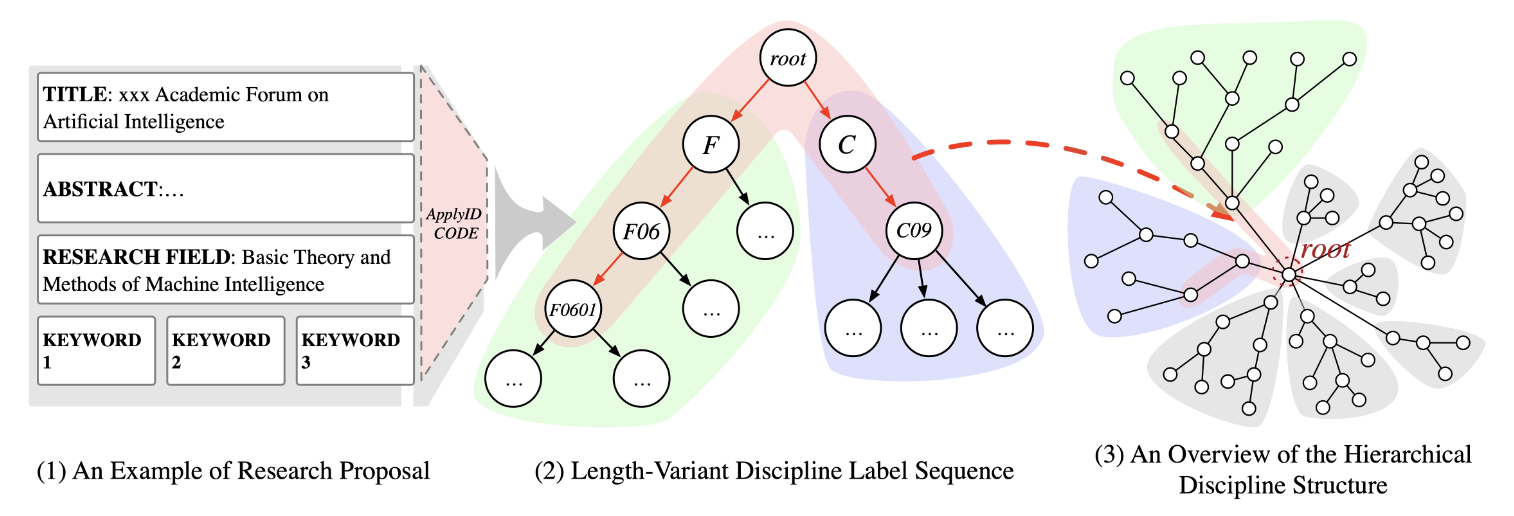 TITLE: xxx Academic Forum on
Artificial Intelligence
ABSTRACT:...
RESEARCH FIELD: Basic Theory and
Methods of Machine Intelligence
KEYWORD
1
KEYWORD
2
KEYWORD
3
ApplyID
CODE
root
F
C
F06
...
C09
F0601
...
...
...
...
...
...
root
(1) An Example of Research Proposal
(2) Length-Variant Discipline Label Sequence
(3) An Overview of the Hierarchical
Discipline Structure